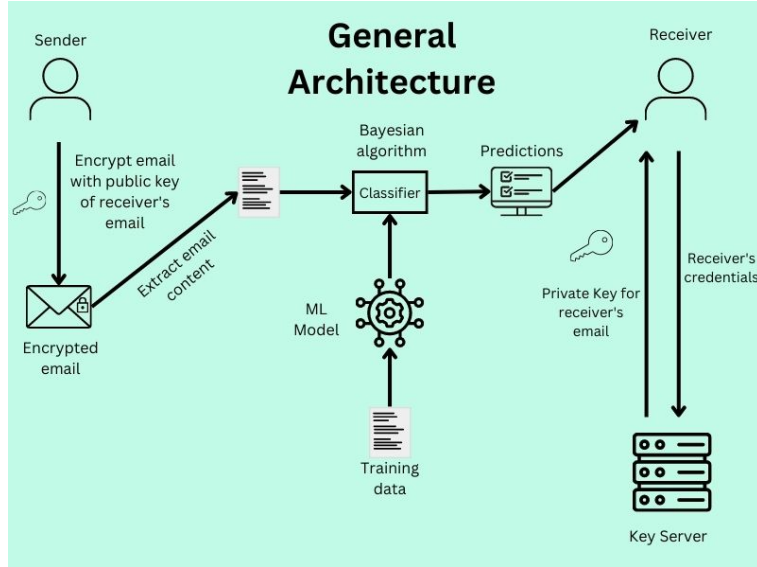 General
Architecture
Sender
Receiver
Encrypt email
with public key
of receiver's
email
Extract email
content
Encrypted
email
Bayesian
algorithm
Classifier
Predictions
ML
Model
Training
data
Private Key for
receiver's
email
Receiver's
credentials
Key Server